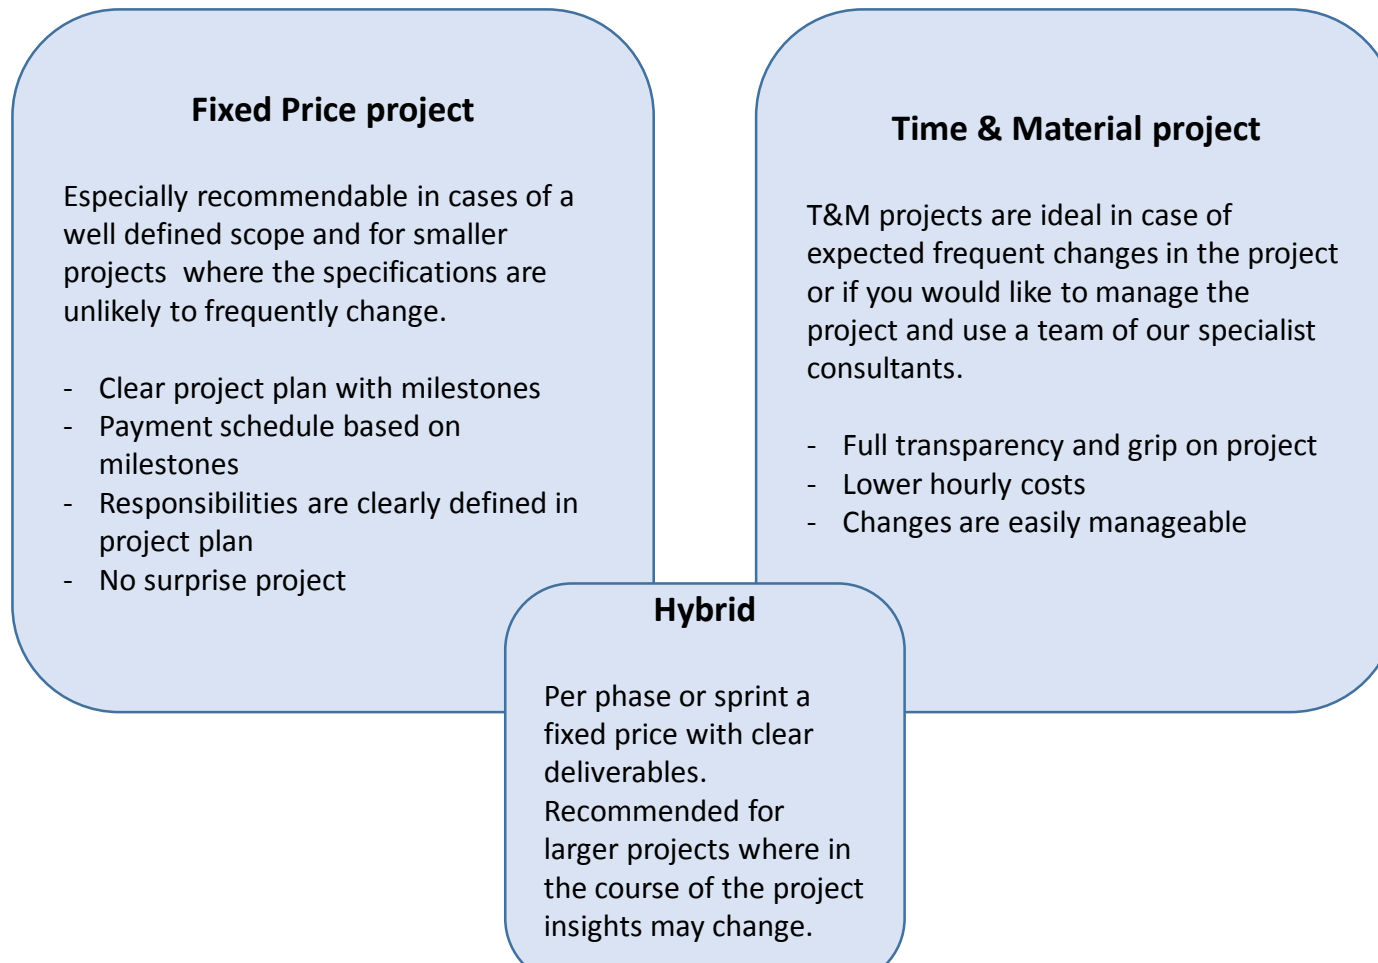 Fixed Price project
Especially recommendable in cases of a
well defined scope and for smaller
projects  where the specifications are
unlikely to frequently change.
- Clear project plan with milestones
- Payment schedule based on
milestones
- Responsibilities are clearly defined in
project plan
- No surprise project
Time & Material project
T&M projects are ideal in case of
expected frequent changes in the project
or if you would like to manage the
project and use a team of our specialist
consultants.
- Full transparency and grip on project
- Lower hourly costs
- Changes are easily manageable
Hybrid
Per phase or sprint a
fixed price with clear
deliverables.
Recommended for
larger projects where in
the course of the project
insights may change.